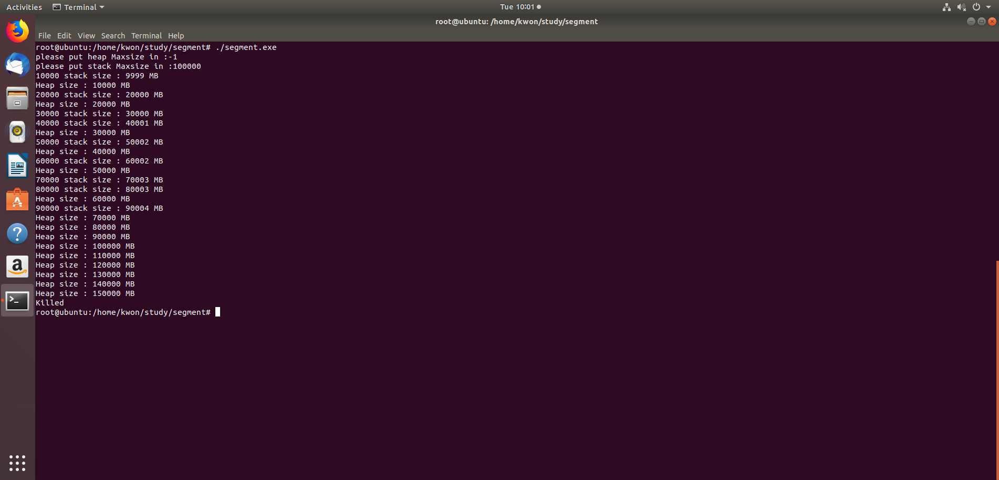 Activities
Terminal
Tue 10:01
root@ubuntu: /home/kwon/study/segment
File Edit View Search Terminal Help
root@ubuntu:/home/kwon/study/segment# ./segment.exe
please put heap Maxsize in :-1
please put stack Maxsize in :100000
10000 stack size : 9999 MB
Heap size : 10000 MB
20000 stack size : 20000 MB
Heap size : 20000 MB
30000 stack size : 30000 MB
40000 stack size : 40001 MB
Heap size : 30000 MB
50000 stack size : 50002 MB
Heap size : 40000 MB
60000 stack size : 60002 MB
Heap size : 50000 MB
70000 stack size : 70003 MB
80000 stack size : 80003 MB
Heap size : 60000 MB
90000 stack size : 90004 MB
Heap size : 70000 MB
Heap size : 80000 MB
Heap size : 90000 MB
Heap size : 100000 MB
Heap size : 110000 MB
Heap size : 120000 MB
Heap size : 130000 MB
Heap size : 140000 MB
Heap size : 150000 MB
Killed
root@ubuntu:/home/kwon/study/segment#